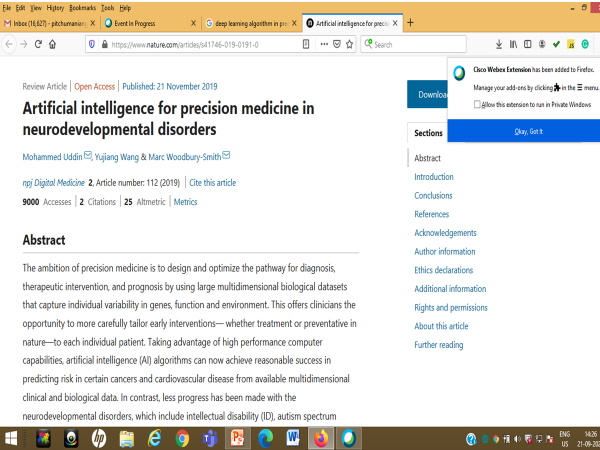 File Edit View History Bookmarks Tools Help
Inbox (16,627) - pitchumanian
Event In Progress
deep learning algorithm in pre
Artificial intelligence for precisi
https://www.nature.com/articles/s41746-019-0191-0
Search
Cisco Webex Extension has been added to Firefox.
Manage your add-ons by clicking in the menu.
Allow this extension to run in Private Windows
Okay, Got It
Review Article | Open Access | Published: 21 November 2019
Artificial intelligence for precision medicine in
neurodevelopmental disorders
Mohammed Uddin, Yujiang Wang & Marc Woodbury-Smith
npj Digital Medicine 2, Article number: 112 (2019) | Cite this article
9000 Accesses | 2 Citations | 25 Altmetric | Metrics
Abstract
The ambition of precision medicine is to design and optimize the pathway for diagnosis,
therapeutic intervention, and prognosis by using large multidimensional biological datasets
that capture individual variability in genes, function and environment. This offers clinicians the
opportunity to more carefully tailor early interventions— whether treatment or preventative in
nature—to each individual patient. Taking advantage of high performance computer
capabilities, artificial intelligence (AI) algorithms can now achieve reasonable success in
predicting risk in certain cancers and cardiovascular disease from available multidimensional
clinical and biological data. In contrast, less progress has been made with the
neurodevelopmental disorders, which include intellectual disability (ID), autism spectrum
Downloa
Sections
Abstract
Introduction
Conclusions
References
Acknowledgements
Author information
Ethics declarations
Additional information
Rights and permissions
About this article
Further reading
ENG
US
14:26
21-09-202